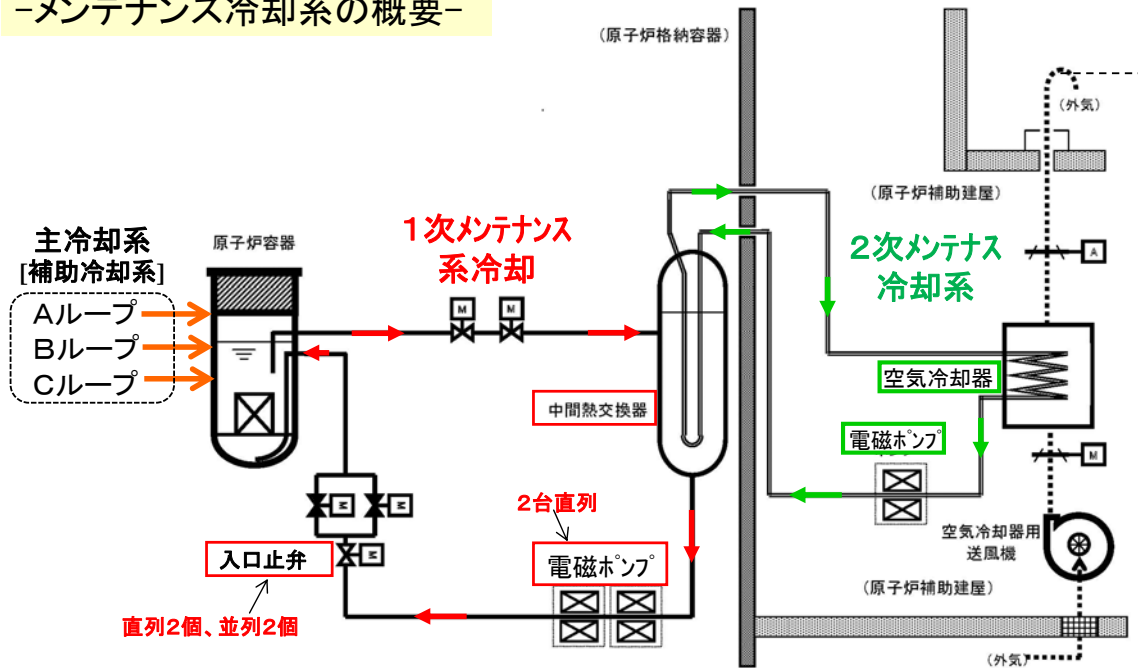 -メンテナンス冷却系の概要-
(原子炉格納容器)
(外気)
(原子炉補助建屋)
主冷却系
[補助冷却系]
Aループ
Bループ
Cループ
原子炉容器
1次メンテナンス
系冷却
M
M
2次メンテナス
冷却系
A
中間熱交換器
空気冷却器
電磁ポンプ
M
M
M
M
入口止弁
直列2個、並列2個
2台直列
電磁ポンプ
空気冷却器用
送風機
(原子炉補助建屋)
(外気)